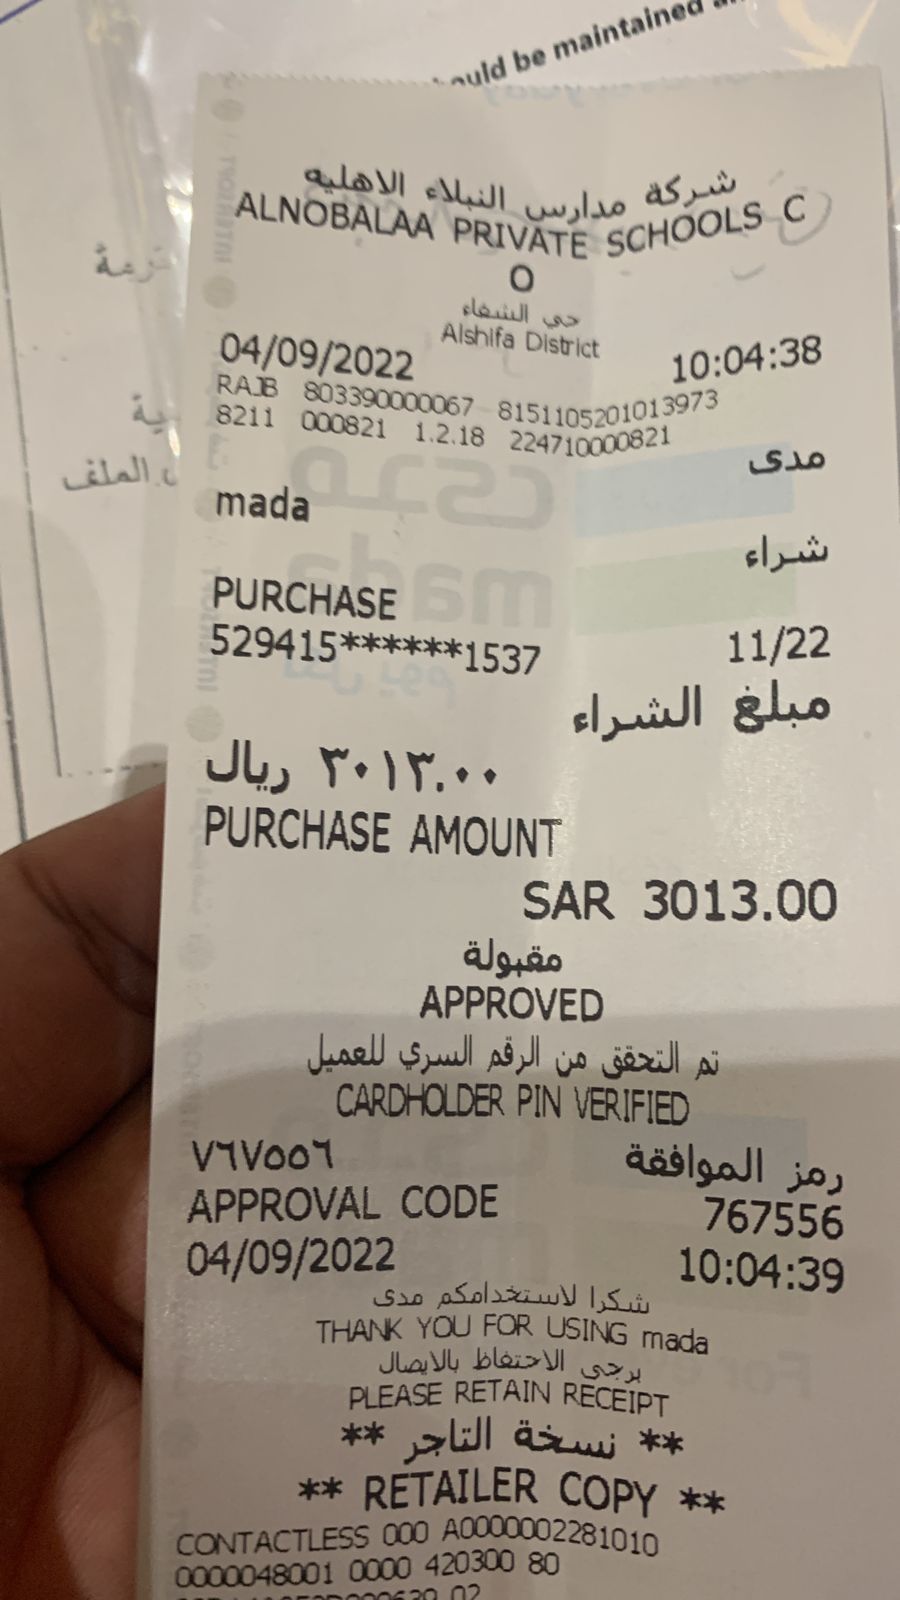 ould be maintained
شركة مدارس النبلاء الاهليه
ALNOBALAA PRIVATE SCHOOLS C
O
حي الشفاء
Alshifa District
04/09/2022 10:04:38
RAJB 803390000067 8151105201013973
8211 000821 1.2.18 224710000821
مدى
mada
شراء
PURCHASE
529415******1537 11/22
مبلغ الشراء
٣٠١٣.٠٠ ريال
PURCHASE AMOUNT
SAR 3013.00
مقبولة
APPROVED
تم التحقق من الرقم السري للعميل
CARDHOLDER PIN VERIFIED
رمز الموافقة ٧٦٧٥٥٦
APPROVAL CODE 767556
04/09/2022 10:04:39
شكرا لاستخدامكم مدى
THANK YOU FOR USING mada
يرجى الاحتفاظ بالايصال
PLEASE RETAIN RECEIPT
** نسخة التاجر **
** RETAILER COPY **
CONTACTLESS 000 A0000002281010
0000048001 0000 420300 80
الملف